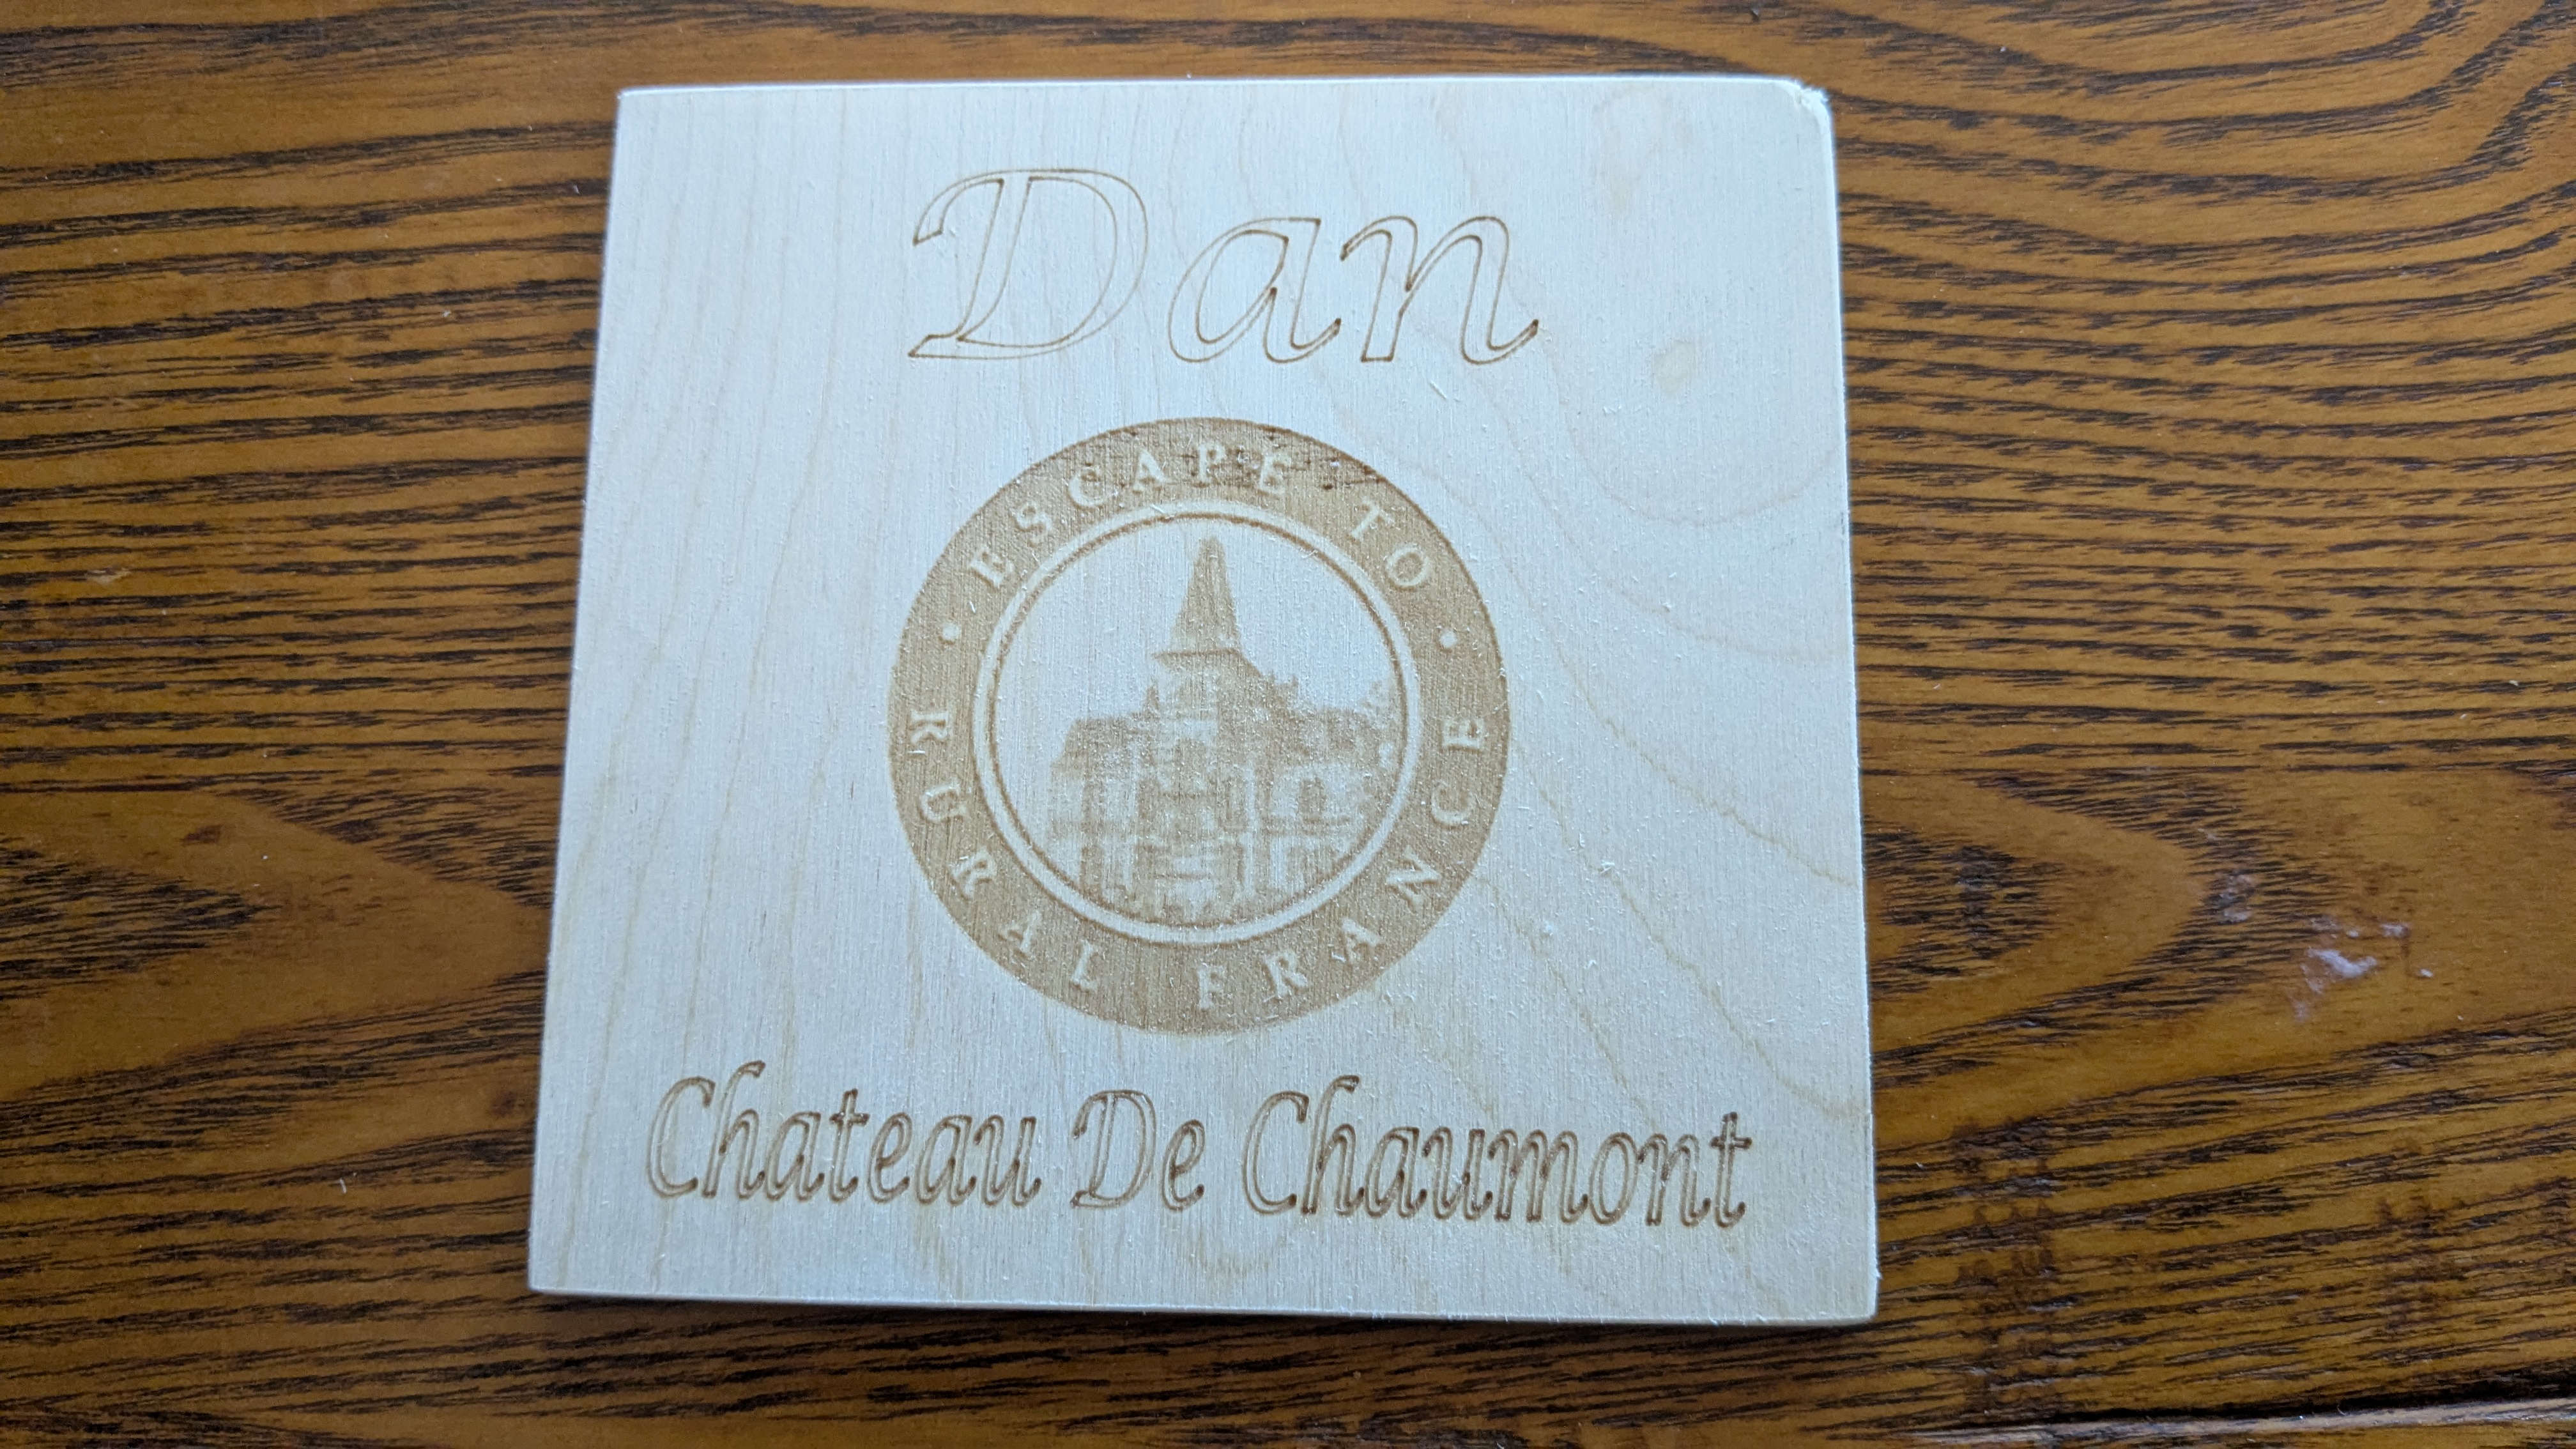 Dan
• ESCAPE TO •
RURAL FRANCE
Chateau De Chaumont